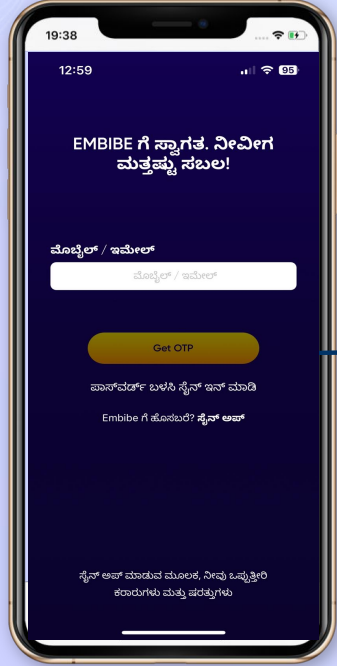 19:38
12:59
95
EMBIBE ಗೆ ಸ್ವಾಗತ. ನೀವೀಗ
ಮತ್ತಷ್ಟು ಸಬಲ!
ಮೊಬೈಲ್ / ಇಮೇಲ್
ಮೊಬೈಲ್ / ಇಮೇಲ್
Get OTP
ಪಾಸ್‌ವರ್ಡ್ ಬಳಸಿ ಸೈನ್ ಇನ್ ಮಾಡಿ
Embibe ಗೆ ಹೊಸಬರೆ? ಸೈನ್ ಅಪ್
ಸೈನ್ ಅಪ್ ಮಾಡುವ ಮೂಲಕ, ನೀವು ಒಪ್ಪುತ್ತೀರಿ
ಕರಾರುಗಳು ಮತ್ತು ಷರತ್ತುಗಳು